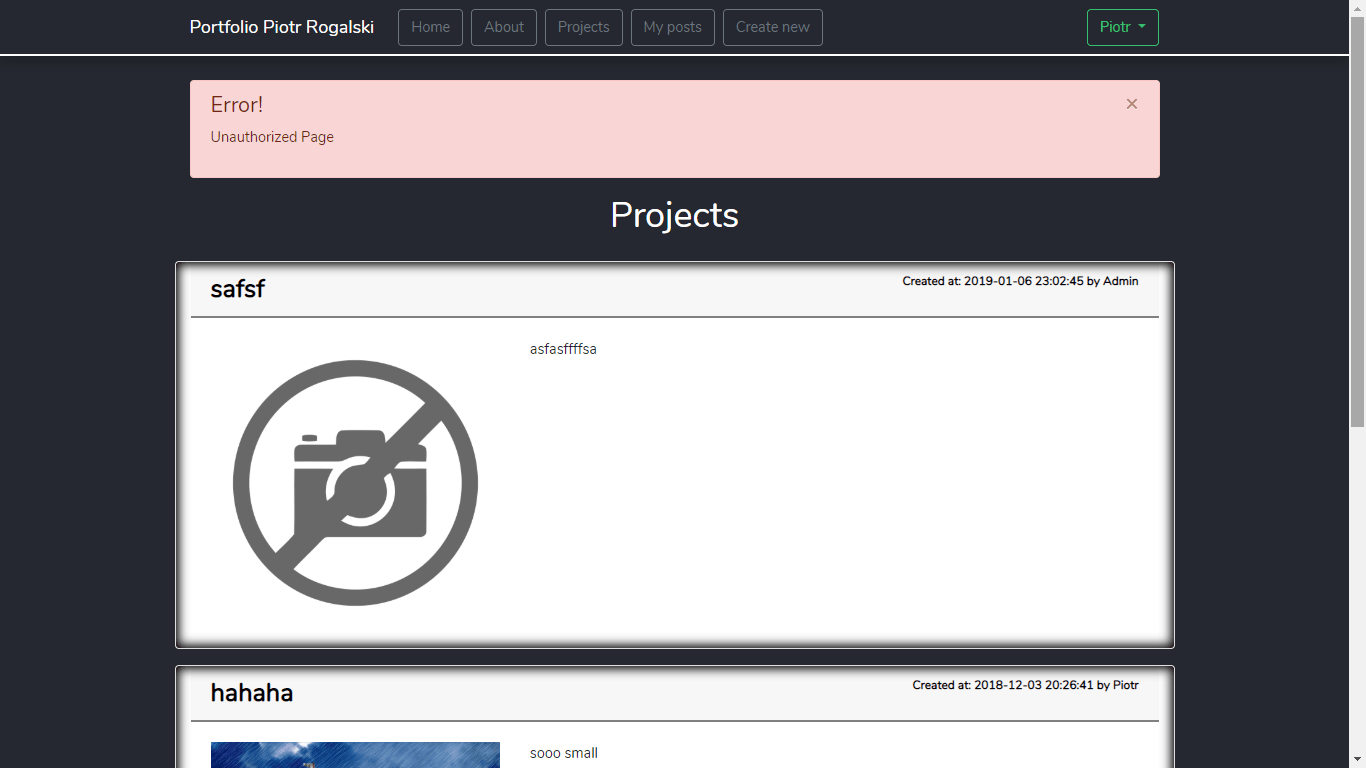 Portfolio Piotr Rogalski Home About Projects My posts Create new Piotr
Error! ×
Unauthorized Page
Projects
safsf Created at: 2019-01-06 23:02:45 by Admin
asfasffffsa
hahaha Created at: 2018-12-03 20:26:41 by Piotr
sooo small